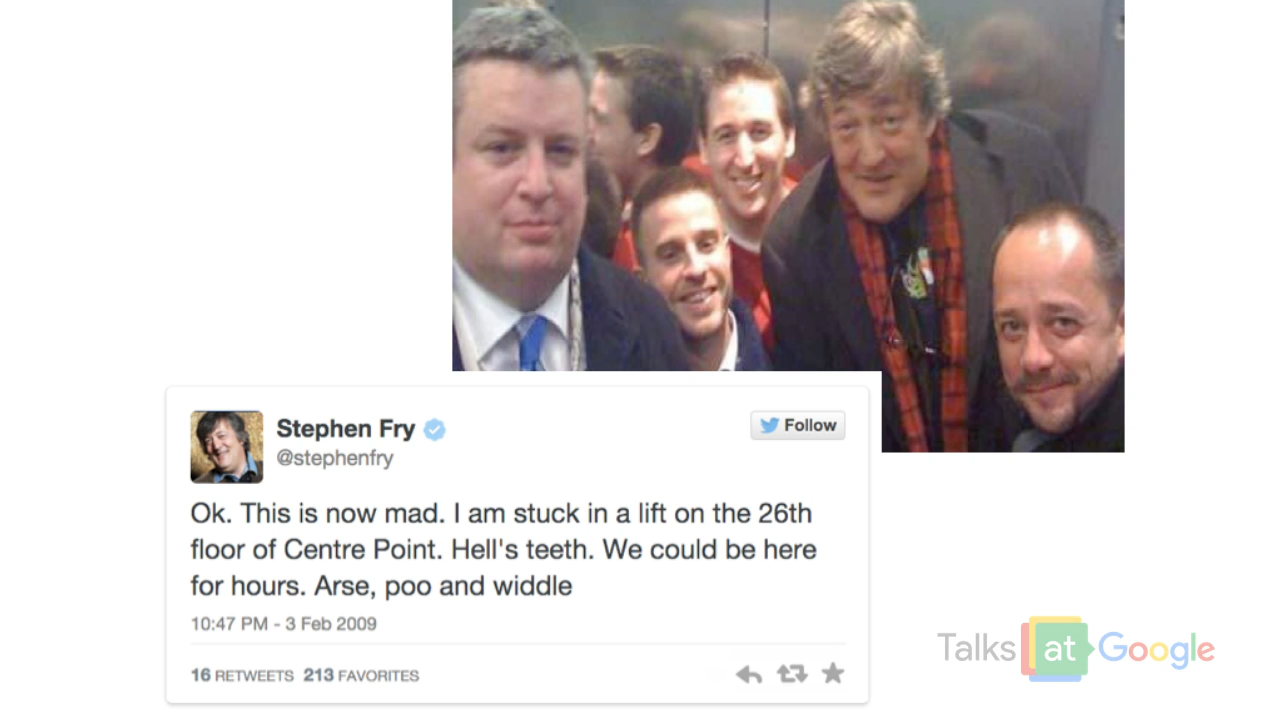 Stephen Fry
@stephenfry
Follow
Ok. This is now mad. I am stuck in a lift on the 26th
floor of Centre Point. Hell's teeth. We could be here
for hours. Arse, poo and widdle
10:47 PM - 3 Feb 2009
16 RETWEETS 213 FAVORITES
Talks at Google